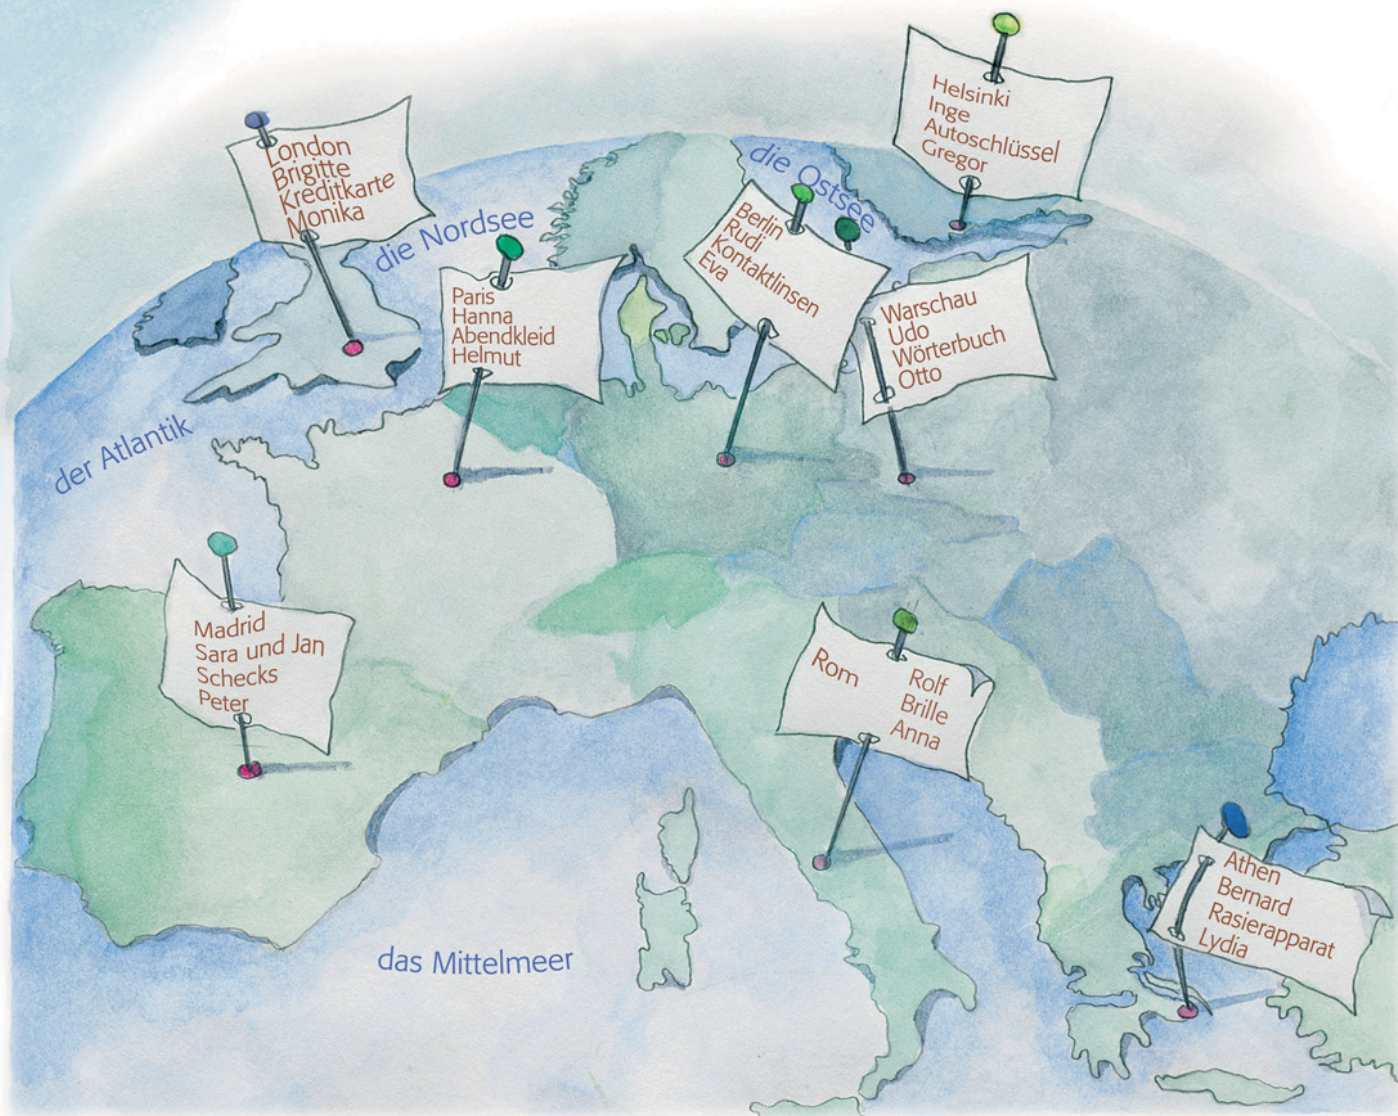 Helsinki
Inge
Autoschlüssel
Gregor
London
Brigitte
Kreditkarte
Monika
die Ostsee
die Nordsee
Berlin
Rudi
Kontaktlinsen
Eva
Paris
Hanna
Abendkleid
Helmut
Warschau
Udo
Wörterbuch
Otto
der Atlantik
Madrid
Sara und Jan
Schecks
Peter
Rom
Rolf
Brille
Anna
Athen
Bernard
Rasierapparat
Lydia
das Mittelmeer